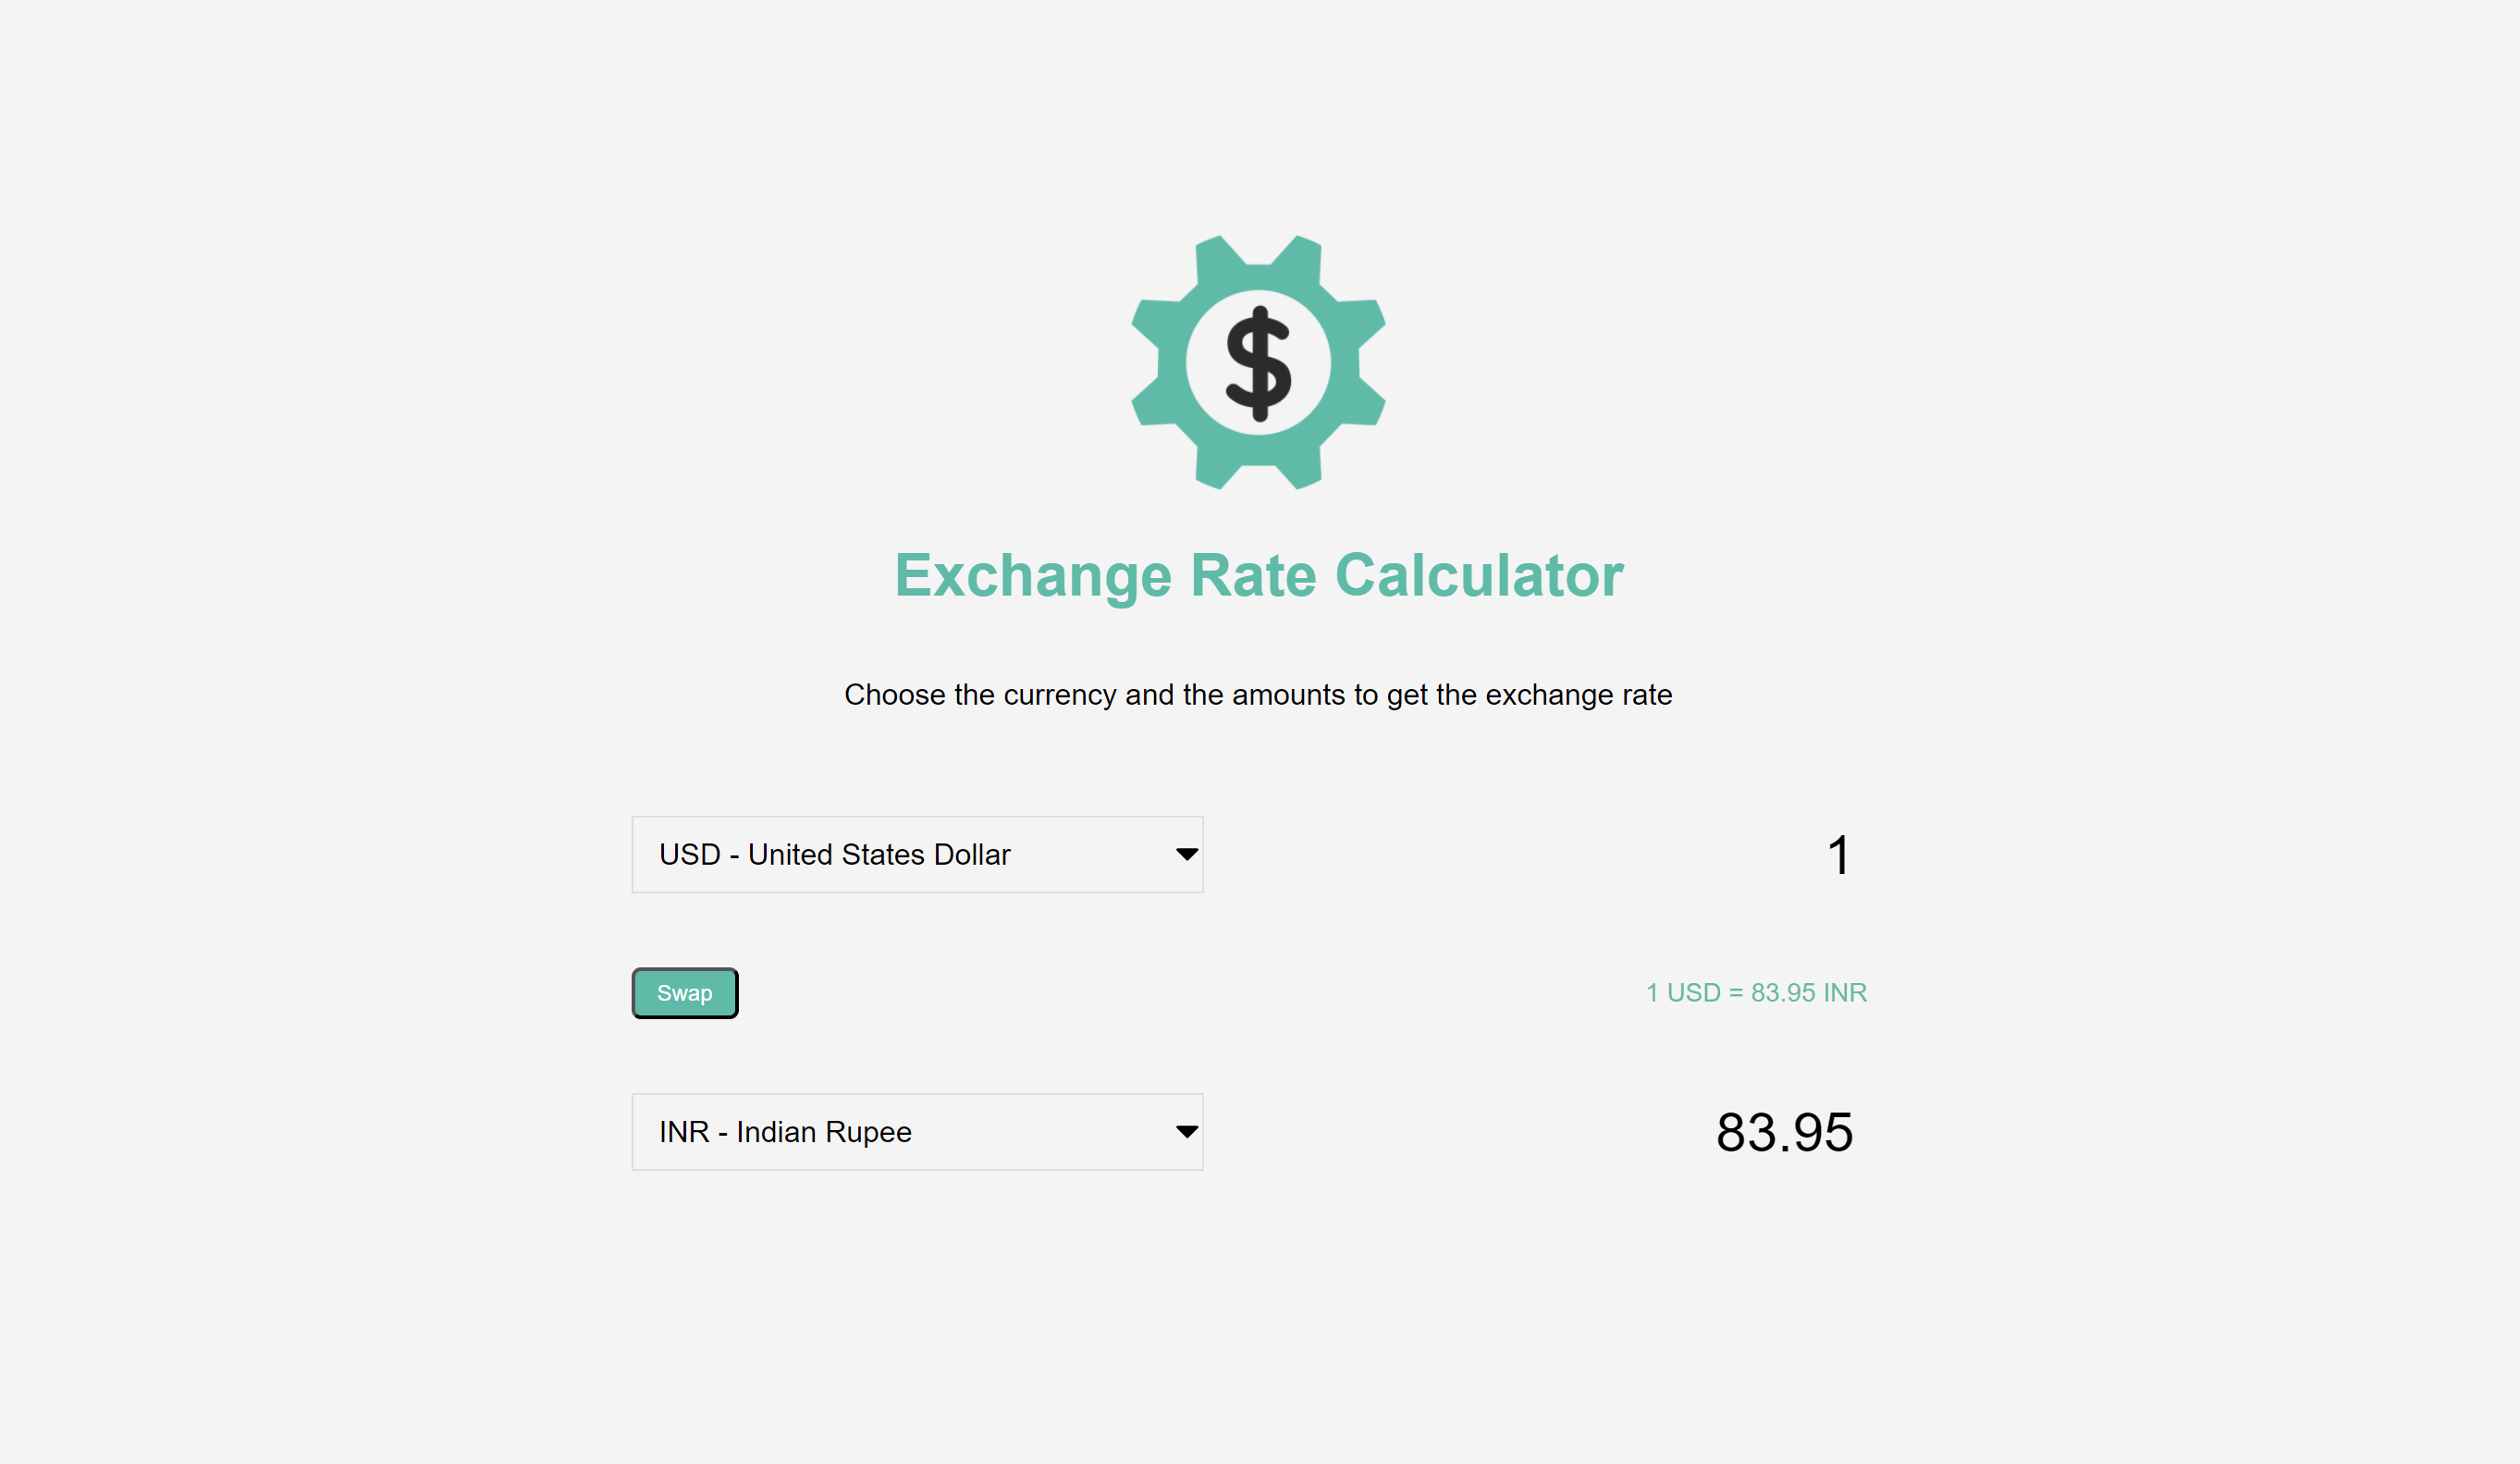 $
Exchange Rate Calculator
Choose the currency and the amounts to get the exchange rate
USD - United States Dollar
1
Swap
1 USD = 83.95 INR
INR - Indian Rupee
83.95